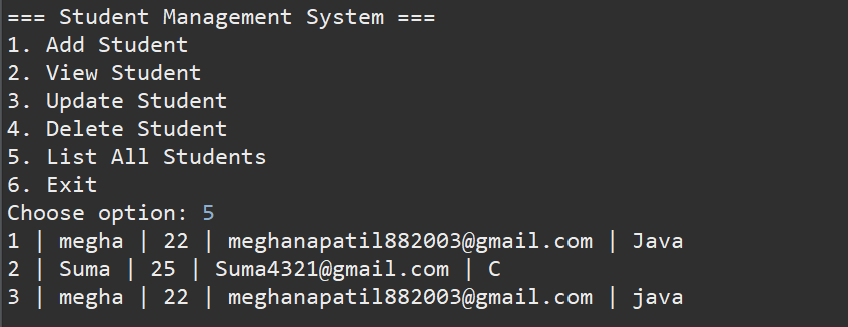 === Student Management System ===
1. Add Student
2. View Student
3. Update Student
4. Delete Student
5. List All Students
6. Exit
Choose option: 5
1 | megha | 22 | meghanapatil882003@gmail.com | Java
2 | Suma | 25 | Suma4321@gmail.com | C
3 | megha | 22 | meghanapatil882003@gmail.com | java